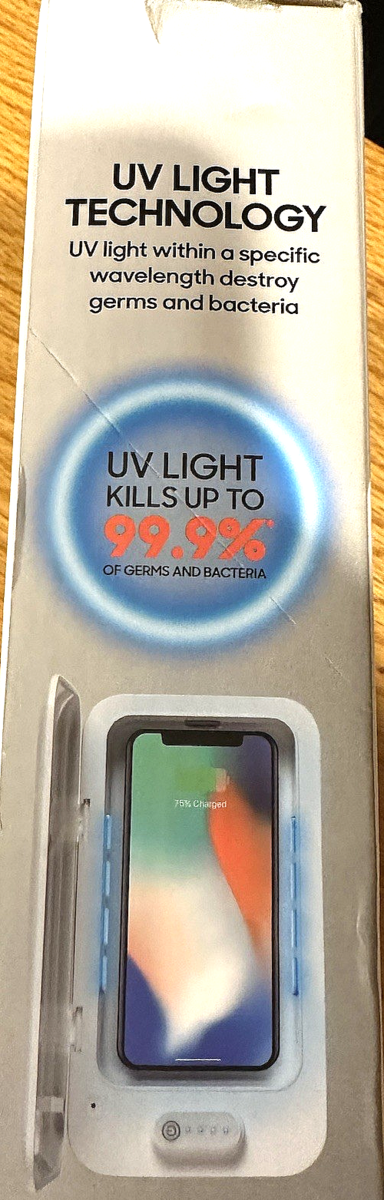 UV LIGHT
TECHNOLOGY
UV light within a specific
wavelength destroy
germs and bacteria
UV LIGHT
KILLS UP TO
99.9%*
OF GERMS AND BACTERIA
75% Charged